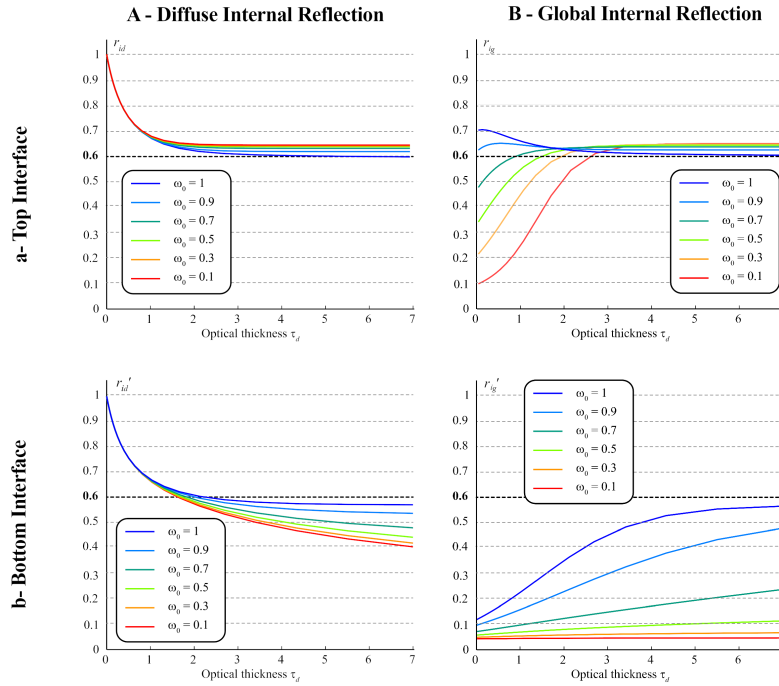 A - Diffuse Internal Reflection
B - Global Internal Reflection
a- Top Interface
r_id
1
0.9
0.8
0.7
0.6
0.5
0.4
0.3
0.2
0.1
0
ω₀ = 1
ω₀ = 0.9
ω₀ = 0.7
ω₀ = 0.5
ω₀ = 0.3
ω₀ = 0.1
0 1 2 3 4 5 6 7
Optical thickness τ_d
r_ig
1
0.9
0.8
0.7
0.6
0.5
0.4
0.3
0.2
0.1
0
ω₀ = 1
ω₀ = 0.9
ω₀ = 0.7
ω₀ = 0.5
ω₀ = 0.3
ω₀ = 0.1
0 1 2 3 4 5 6
Optical thickness τ_d
b- Bottom Interface
r_id'
1
0.9
0.8
0.7
0.6
0.5
0.4
0.3
0.2
0.1
0
ω₀ = 1
ω₀ = 0.9
ω₀ = 0.7
ω₀ = 0.5
ω₀ = 0.3
ω₀ = 0.1
0 1 2 3 4 5 6 7
Optical thickness τ_d
r_ig'
1
0.9
0.8
0.7
0.6
0.5
0.4
0.3
0.2
0.1
0
ω₀ = 1
ω₀ = 0.9
ω₀ = 0.7
ω₀ = 0.5
ω₀ = 0.3
ω₀ = 0.1
0 1 2 3 4 5 6
Optical thickness τ_d